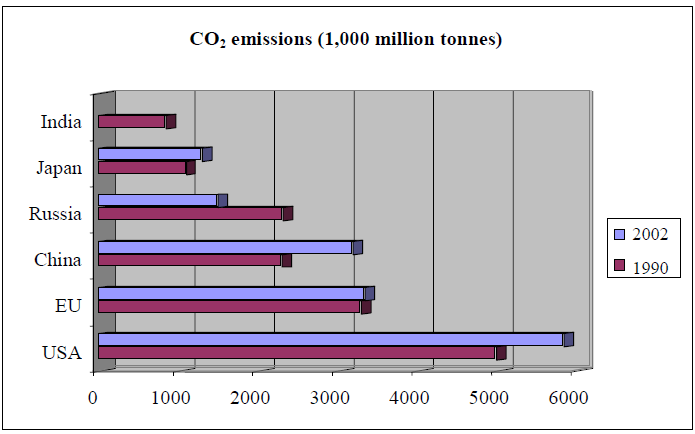 CO₂ emissions (1,000 million tonnes)
India
Japan
Russia
China
EU
USA
0 1000 2000 3000 4000 5000 6000
2002
1990